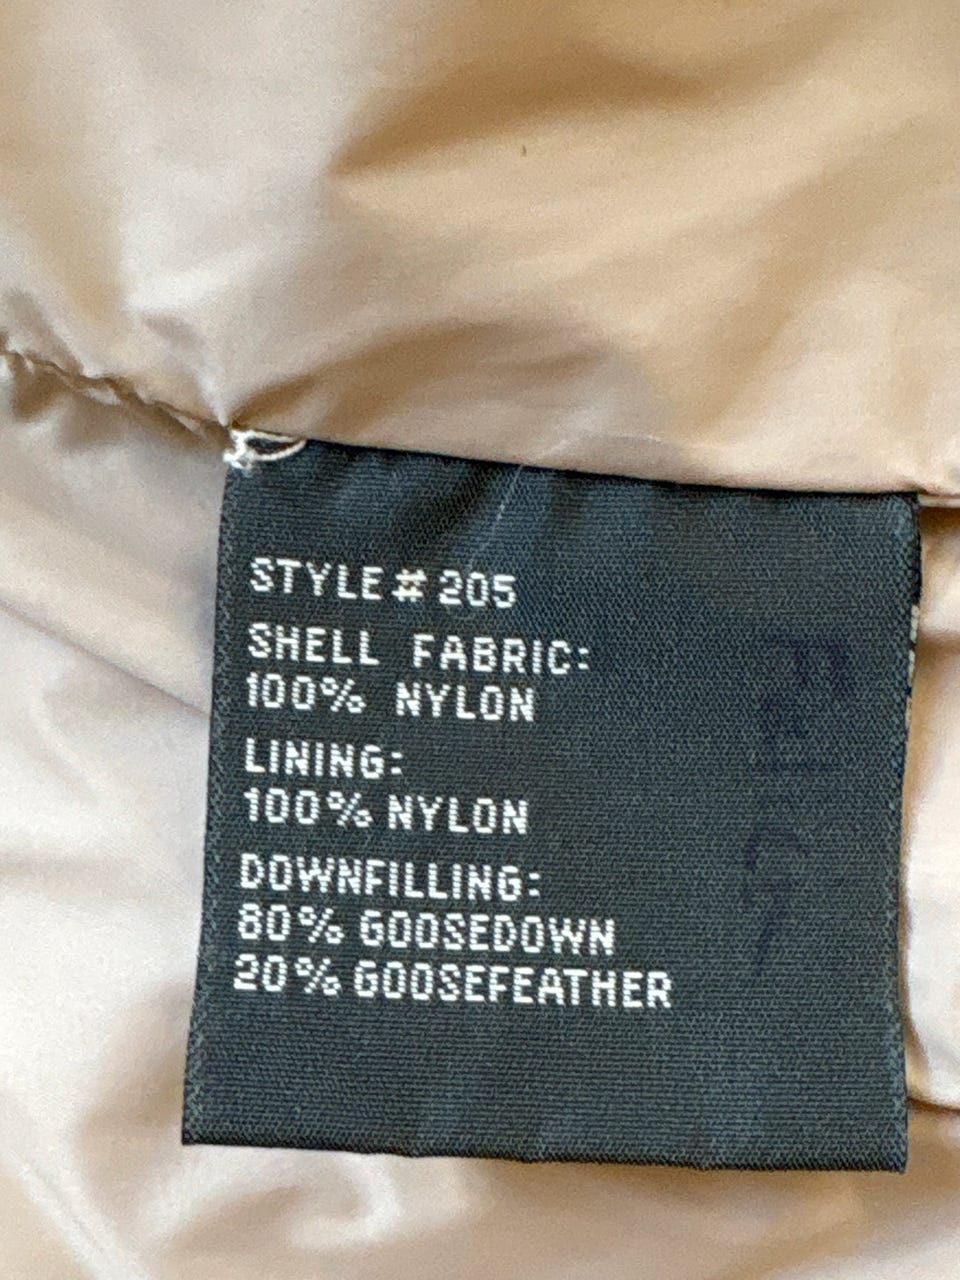 STYLE # 205
SHELL FABRIC:
100% NYLON
LINING:
100% NYLON
DOWNFILLING:
80% GOOSEDOWN
20% GOOSEFEATHER